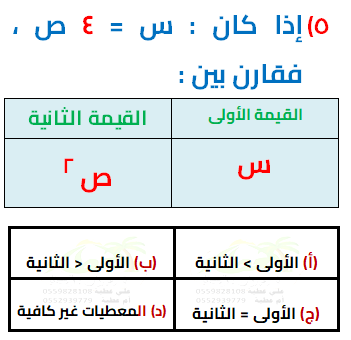 ٥) إذا كان : س = ٤ ص ،
فقارن بين :
القيمة الأولى
القيمة الثانية
س
ص ٢
(أ) الأولى > الثانية
(ب) الأولى < الثانية
(ج) الأولى = الثانية
(د) المعطيات غير كافية